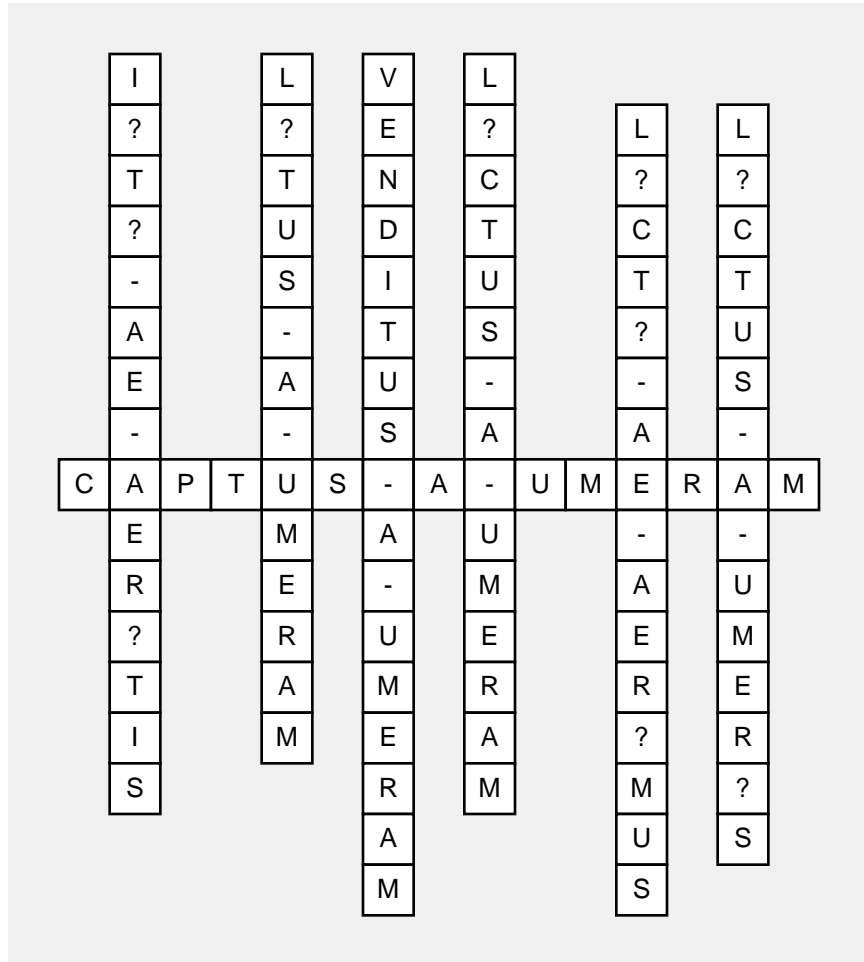 I?T?-AE-AER?TIS
L?TUS-A-UMERAM
VENDITUS-A-UMERAM
L?CTUS-A-UMERAM
L?CT?-AE-AER?MUS
L?CTUS-A-UMER?S
CAPTUS-A-UMERAM